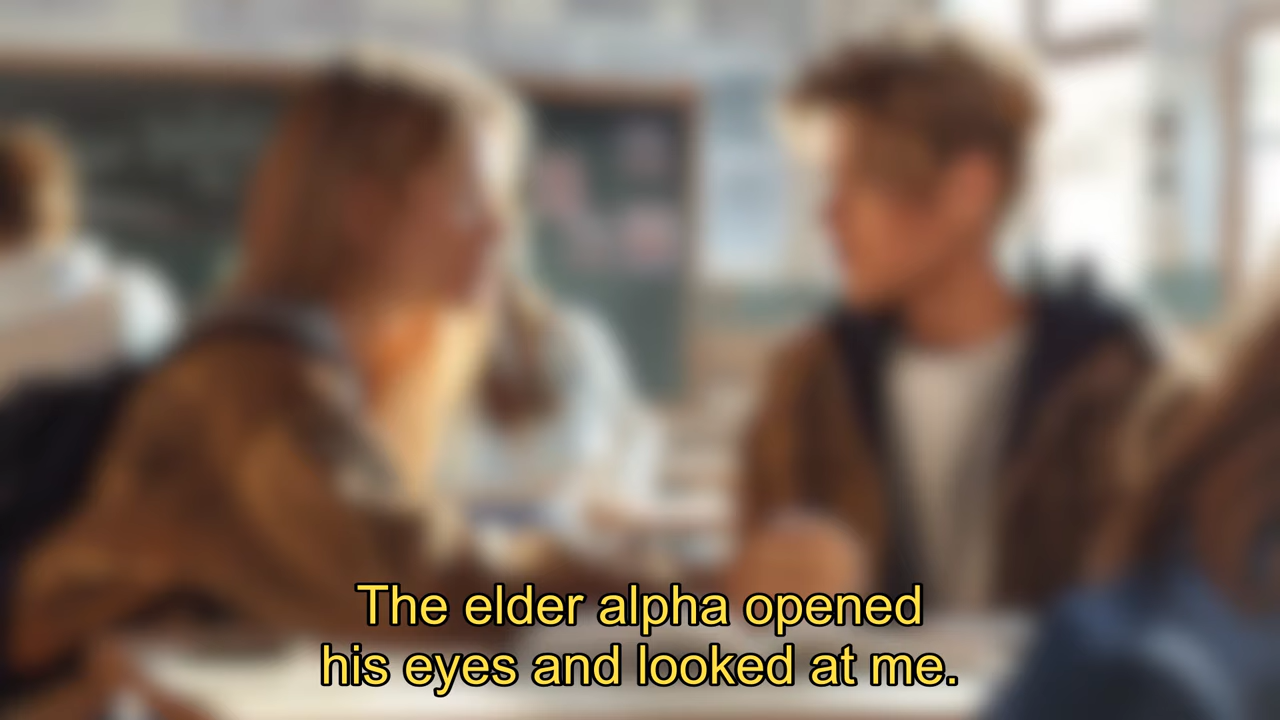 The elder alpha opened
his eyes and looked at me.